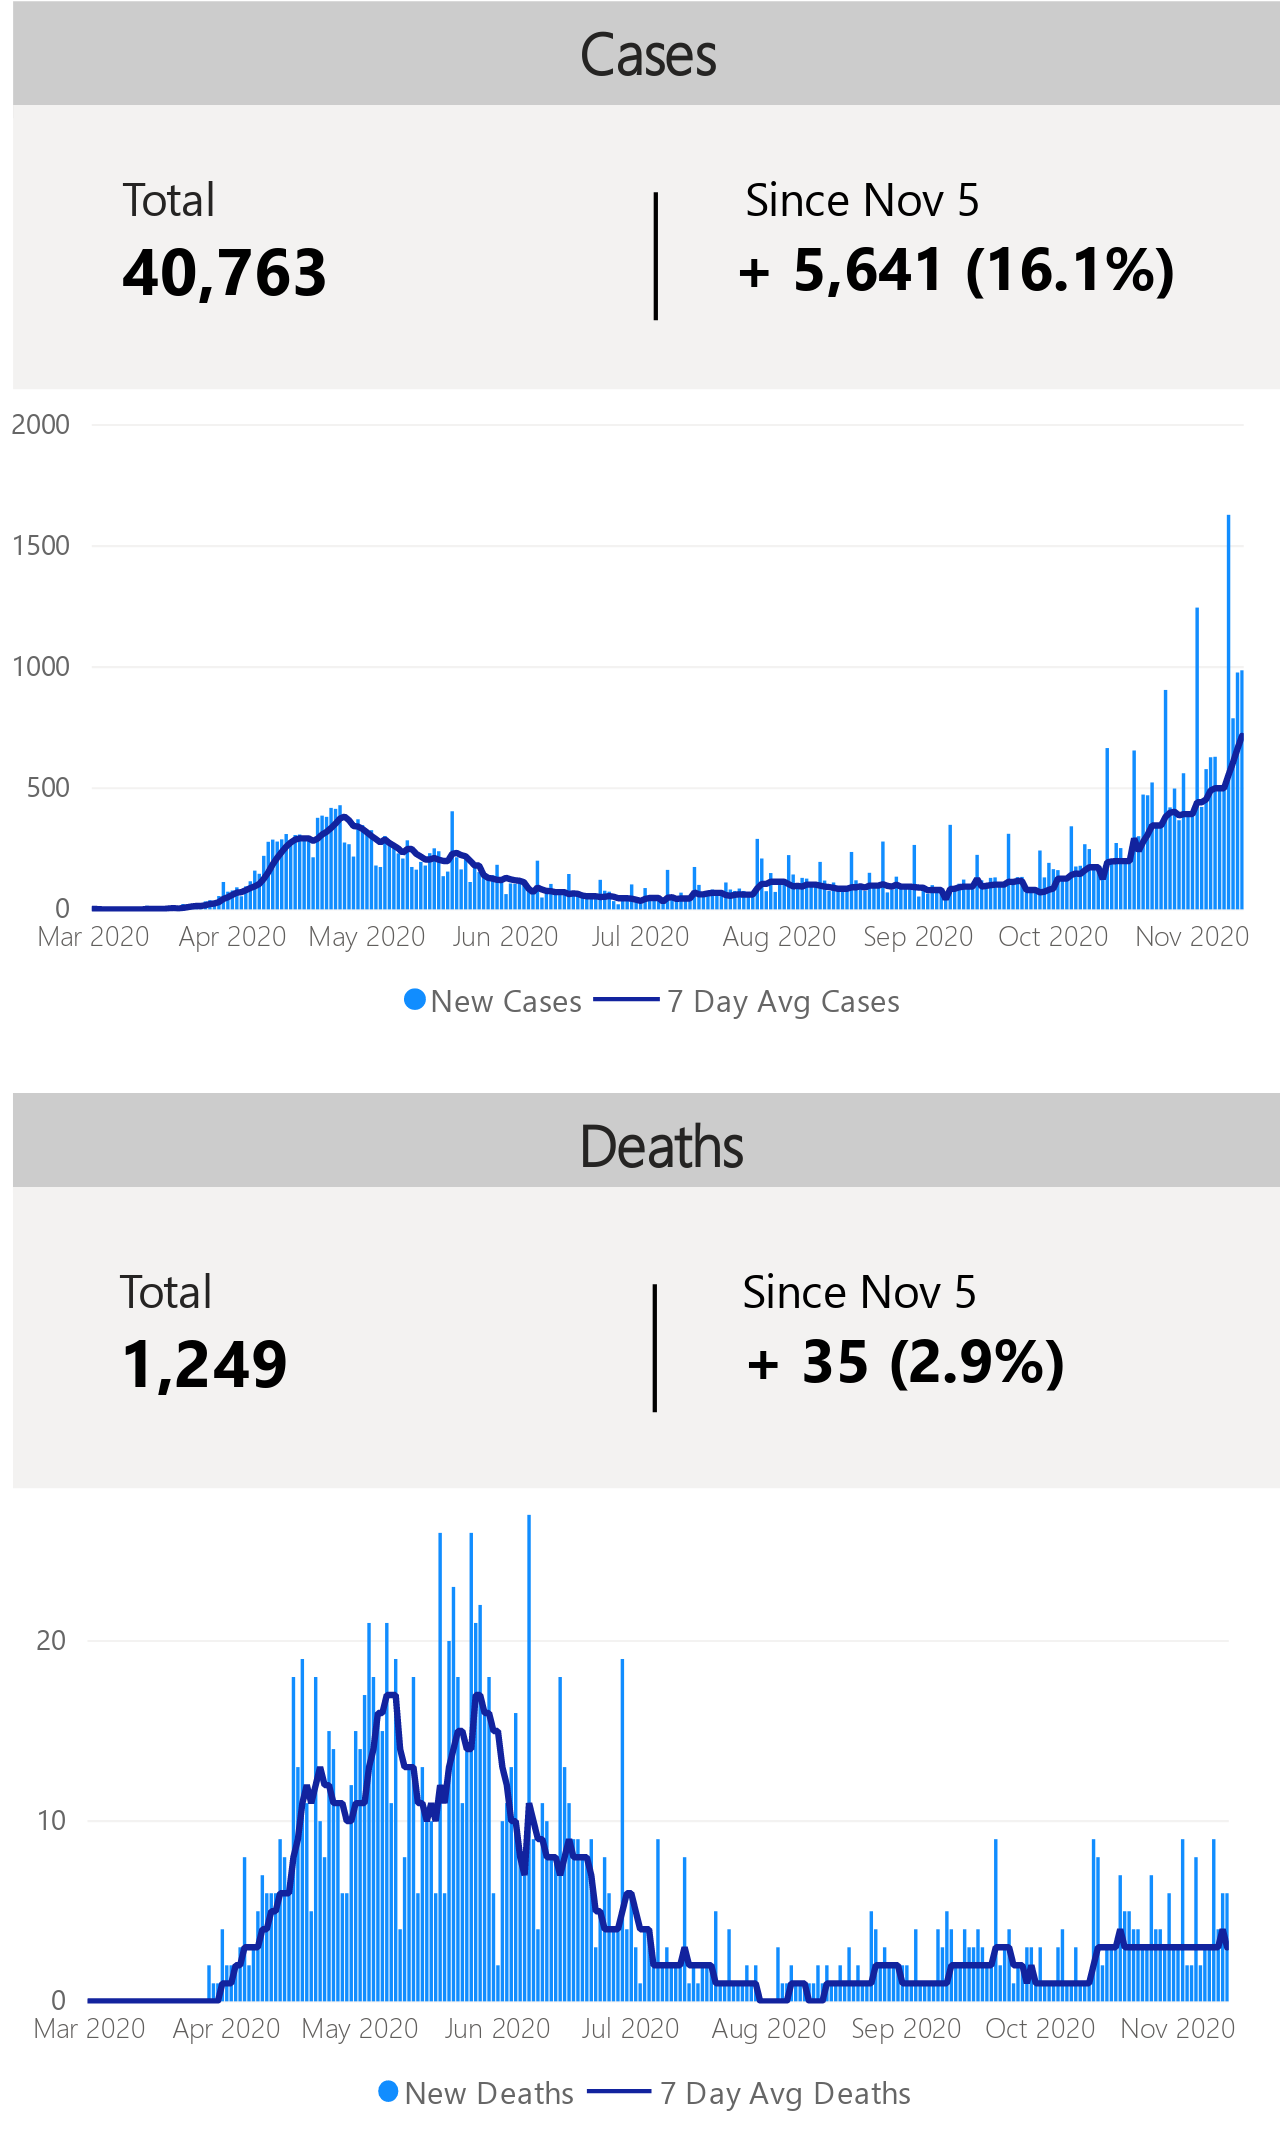 Cases
Total
Since Nov 5
40,763
+ 5,641 (16.1%)
2000
1500
1000
500
0
Mar 2020 Apr 2020 May 2020 Jun 2020 Jul 2020 Aug 2020 Sep 2020 Oct 2020 Nov 2020
New Cases 7 Day Avg Cases
Deaths
Total
Since Nov 5
1,249
+ 35 (2.9%)
20
10
0
Mar 2020 Apr 2020 May 2020 Jun 2020 Jul 2020 Aug 2020 Sep 2020 Oct 2020 Nov 2020
New Deaths 7 Day Avg Deaths